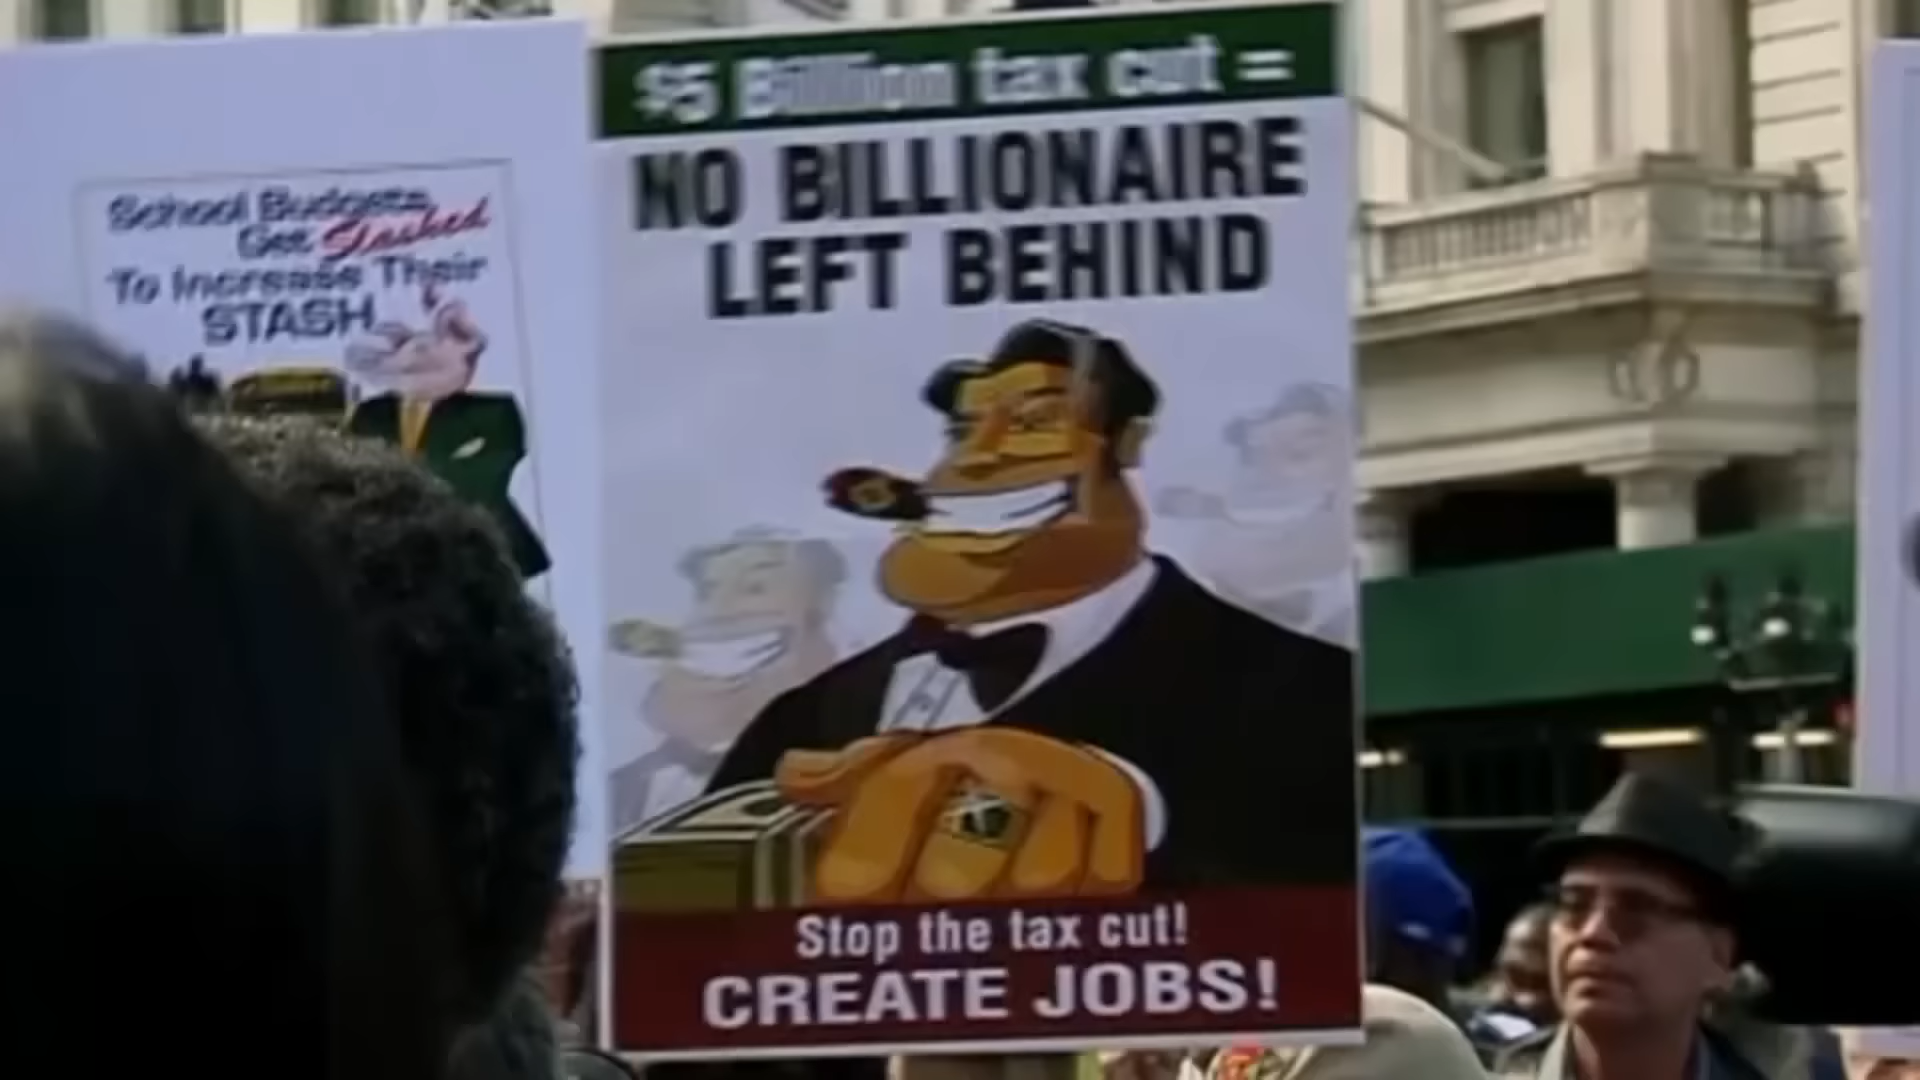 $5 Billion tax cut =
NO BILLIONAIRE
LEFT BEHIND
Stop the tax cut!
CREATE JOBS!
School Budgets
Get Slashed
To Increase Their
STASH